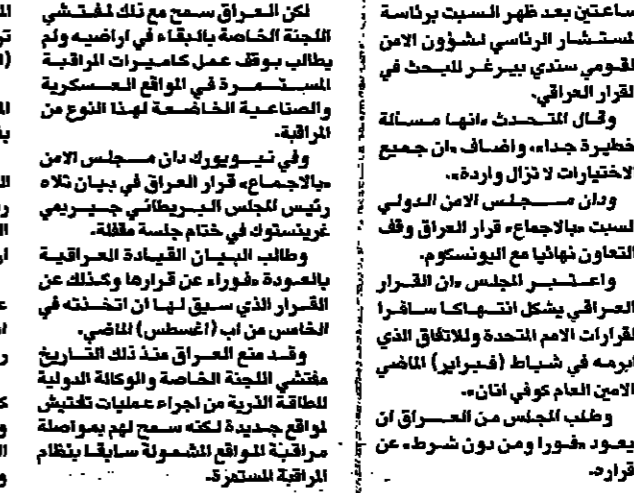 ساعتين بعد ظهر السبت برئاسة
المستشار الرئاسي لشؤون الامن
القومي سندي بيرغر للبحث في
القرار العراقي.
وقال المتحدث «انها مسألة
خطيرة جدا»، واضاف «ان جميع
الاختيارات لا تزال واردة».
ودان مجلس الامن الدولي
السبت «بالاجماع» قرار العراق وقف
التعاون نهائيا مع اليونسكوم.
واعتبر المجلس «ان القرار
العراقي يشكل انتهاكا سافرا
لقرارات الامم المتحدة وللاتفاق الذي
ابرمه في شباط (فبراير) الماضي
الامين العام كوفي انان».
وطلب المجلس من العراق ان
يعود «فورا ومن دون شرط» عن
قراره.
لكن العراق سمح مع ذلك لمفتشي
اللجنة الخاصة بالبقاء في اراضيه ولم
يطالب بوقف عمل كاميرات المراقبة
المستمرة في المواقع العسكرية
والصناعية الخاضعة لهذا النوع من
المراقبة.
وفي نيويورك دان مجلس الامن
«بالاجماع» قرار العراق في بيان تلاه
رئيس المجلس البريطاني جيريمي
غرينستوك في ختام جلسة مقفلة.
وطالب البيان القيادة العراقية
بالعودة «فورا» عن قرارها وكذلك عن
القرار الذي سبق لها ان اتخذته في
الخامس من آب (اغسطس) الماضي.
وقد منع العراق منذ ذلك التاريخ
مفتشي اللجنة الخاصة والوكالة الدولية
للطاقة الذرية من اجراء عمليات تفتيش
لمواقع جديدة لكنه سمح لهم بمواصلة
مراقبة المواقع المشمولة سابقا بنظام
المراقبة المستمرة.